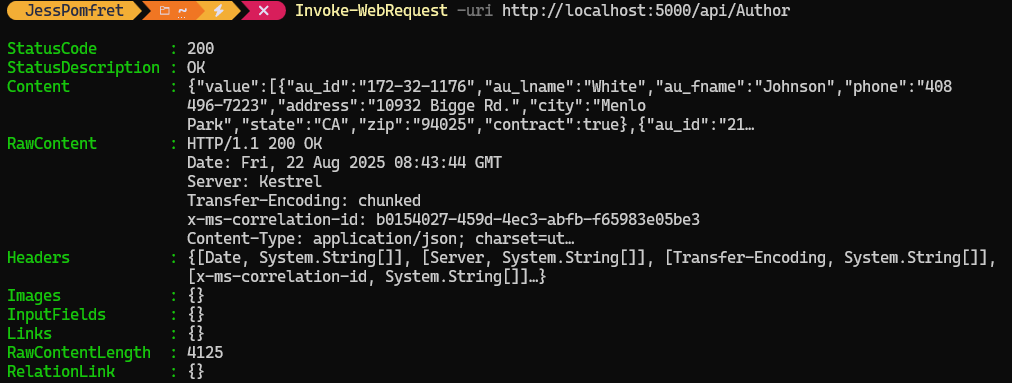 JessPomfret ~ Invoke-WebRequest -uri http://localhost:5000/api/Author
StatusCode : 200
StatusDescription : OK
Content : {"value":[{"au_id":"172-32-1176","au_lname":"White","au_fname":"Johnson","phone":"408
496-7223","address":"10932 Bigge Rd.","city":"Menlo
Park","state":"CA","zip":"94025","contract":true},{"au_id":"21…
RawContent : HTTP/1.1 200 OK
Date: Fri, 22 Aug 2025 08:43:44 GMT
Server: Kestrel
Transfer-Encoding: chunked
x-ms-correlation-id: b0154027-459d-4ec3-abfb-f65983e05be3
Content-Type: application/json; charset=ut…
Headers : {[Date, System.String[]], [Server, System.String[]], [Transfer-Encoding, System.String[]],
[x-ms-correlation-id, System.String[]]…}
Images : {}
InputFields : {}
Links : {}
RawContentLength : 4125
RelationLink : {}